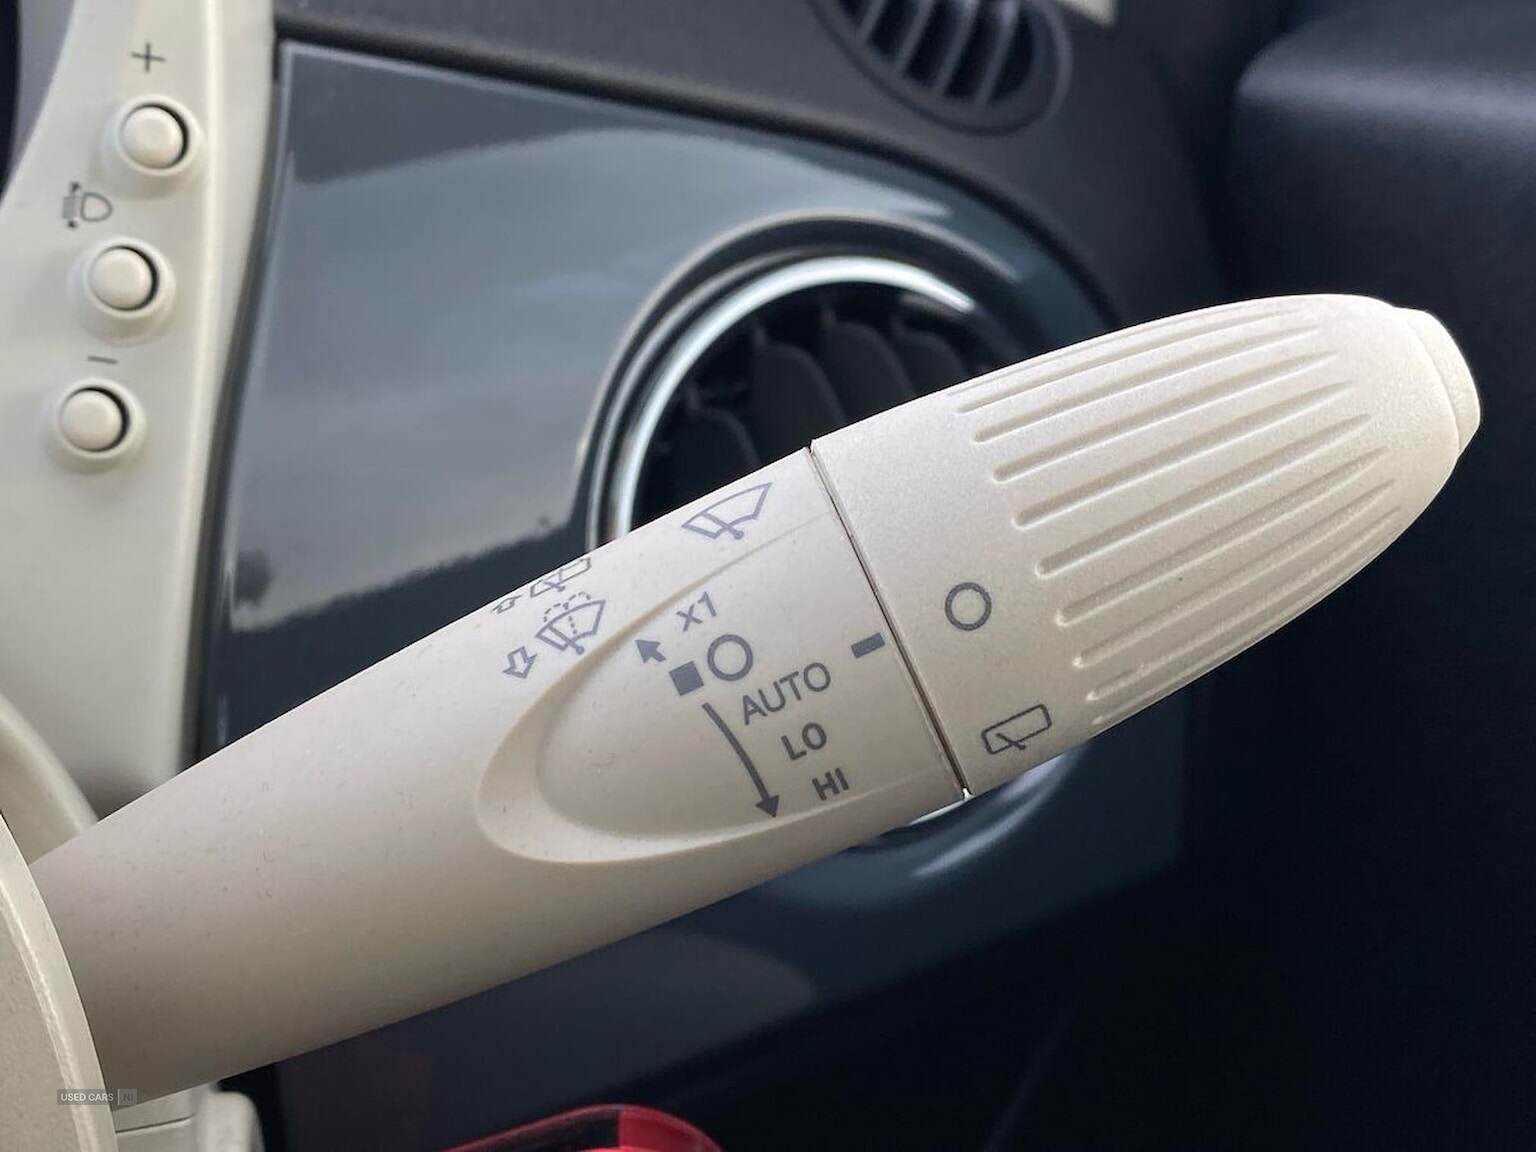 +
−
x1
AUTO
LO
HI
USED CARS NI